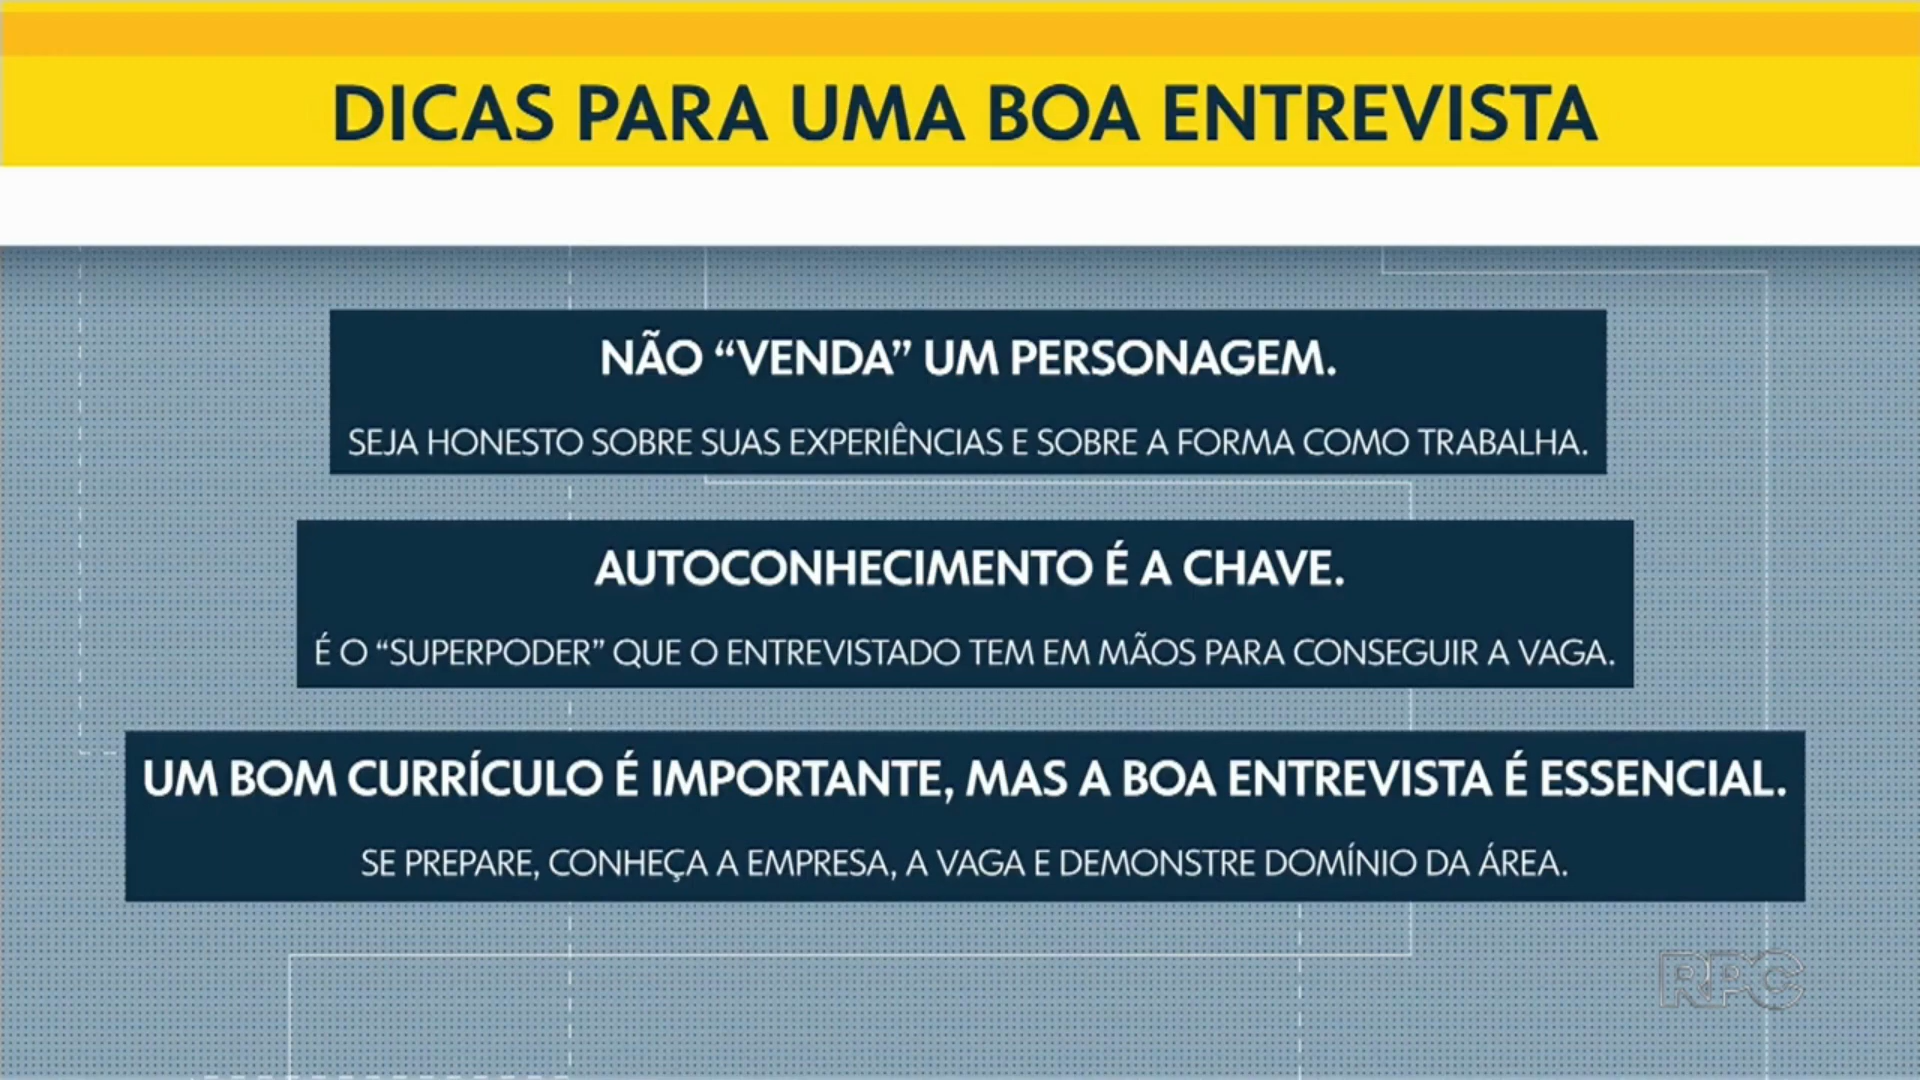 DICAS PARA UMA BOA ENTREVISTA
NÃO “VENDA” UM PERSONAGEM.
SEJA HONESTO SOBRE SUAS EXPERIÊNCIAS E SOBRE A FORMA COMO TRABALHA.
AUTOCONHECIMENTO É A CHAVE.
É O “SUPERPODER” QUE O ENTREVISTADO TEM EM MÃOS PARA CONSEGUIR A VAGA.
UM BOM CURRÍCULO É IMPORTANTE, MAS A BOA ENTREVISTA É ESSENCIAL.
SE PREPARE, CONHEÇA A EMPRESA, A VAGA E DEMONSTRE DOMÍNIO DA ÁREA.
RPC